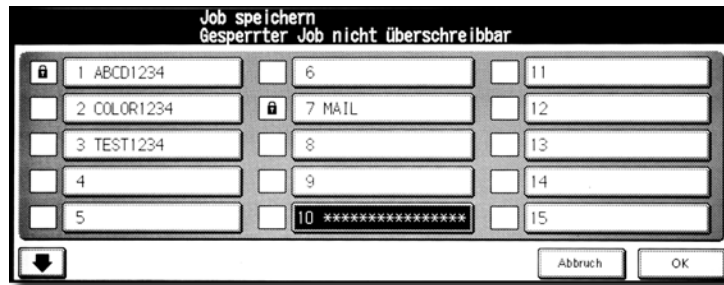 Job speichern
Gesperrter Job nicht überschreibbar
1 ABCD1234
2 COLOR1234
3 TEST1234
4
5
6
7 MAIL
8
9
10 ****************
11
12
13
14
15
Abbruch
OK